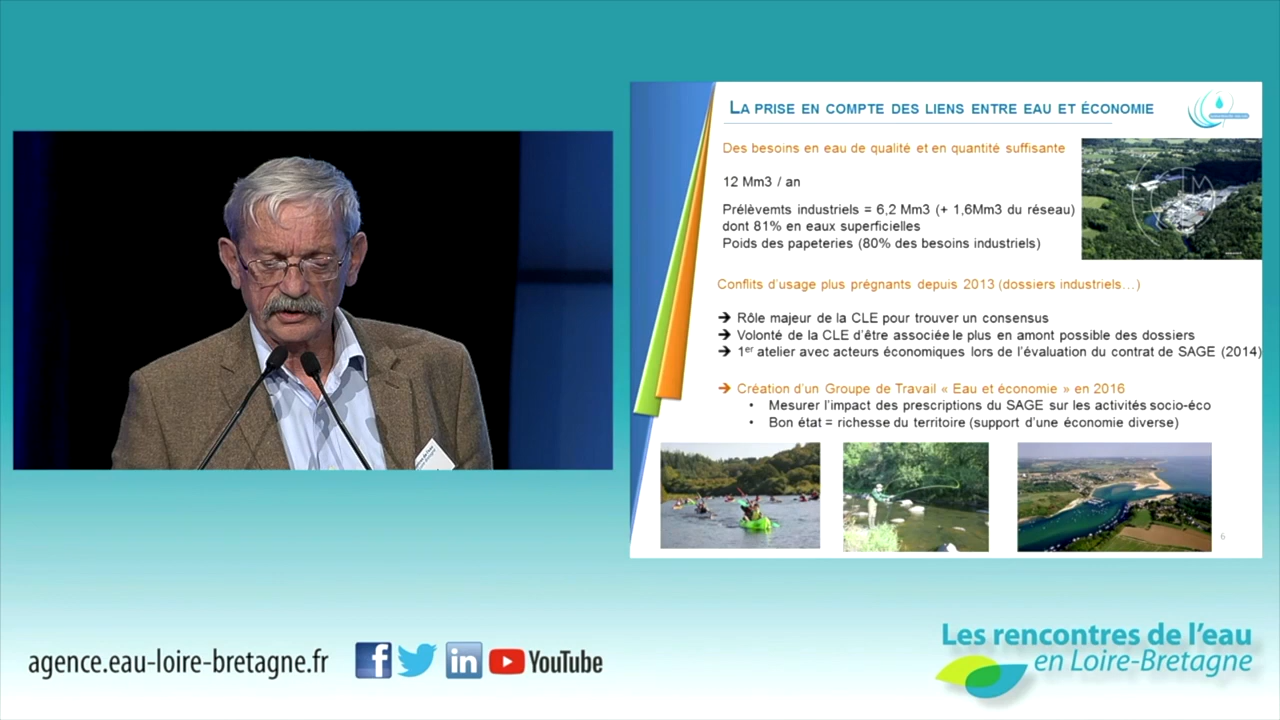 LA PRISE EN COMPTE DES LIENS ENTRE EAU ET ÉCONOMIE
Des besoins en eau de qualité et en quantité suffisante
12 Mm3 / an
Prélèvemts industriels = 6,2 Mm3 (+ 1,6Mm3 du réseau)
dont 81% en eaux superficielles
Poids des papeteries (80% des besoins industriels)
Conflits d'usage plus prégnants depuis 2013 (dossiers industriels…)
➔ Rôle majeur de la CLE pour trouver un consensus
➔ Volonté de la CLE d'être associée le plus en amont possible des dossiers
➔ 1er atelier avec acteurs économiques lors de l'évaluation du contrat de SAGE (2014)
➔ Création d'un Groupe de Travail « Eau et économie » en 2016
• Mesurer l'impact des prescriptions du SAGE sur les activités socio-éco
• Bon état = richesse du territoire (support d'une économie diverse)
6
agence.eau-loire-bretagne.fr
f
in
YouTube
Les rencontres de l'eau
en Loire-Bretagne